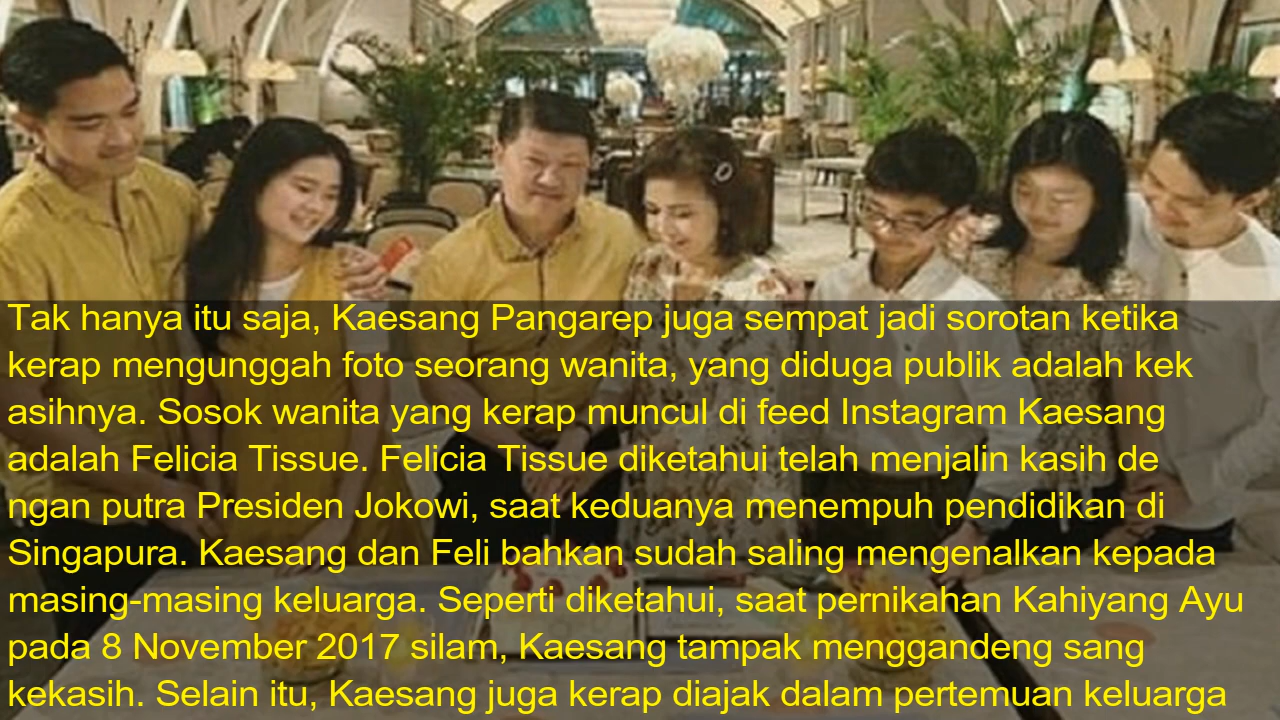 Tak hanya itu saja, Kaesang Pangarep juga sempat jadi sorotan ketika
kerap mengunggah foto seorang wanita, yang diduga publik adalah kek
asihnya. Sosok wanita yang kerap muncul di feed Instagram Kaesang
adalah Felicia Tissue. Felicia Tissue diketahui telah menjalin kasih de
ngan putra Presiden Jokowi, saat keduanya menempuh pendidikan di
Singapura. Kaesang dan Feli bahkan sudah saling mengenalkan kepada
masing-masing keluarga. Seperti diketahui, saat pernikahan Kahiyang Ayu
pada 8 November 2017 silam, Kaesang tampak menggandeng sang
kekasih. Selain itu, Kaesang juga kerap diajak dalam pertemuan keluarga